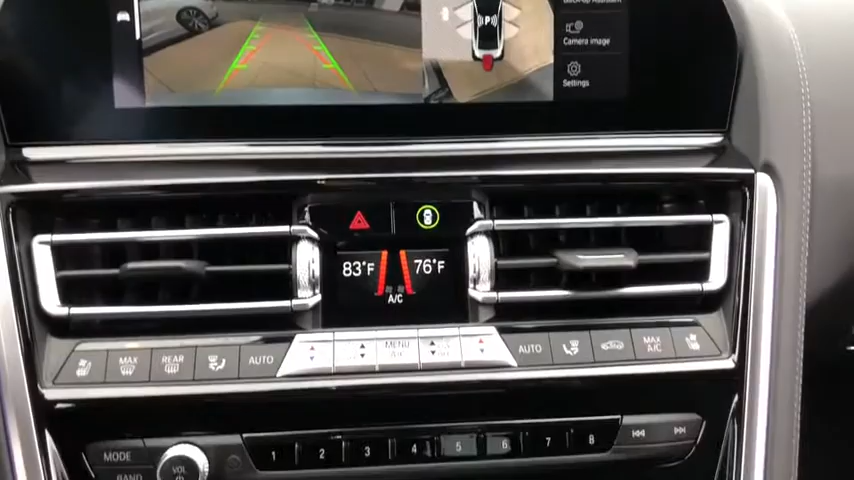 P
Camera image
Settings
83°F 76°F
A/C
MAX REAR AUTO MENU AUTO MAX A/C
1 2 3 4 5 6 7 8
MODE
VOL
BAND